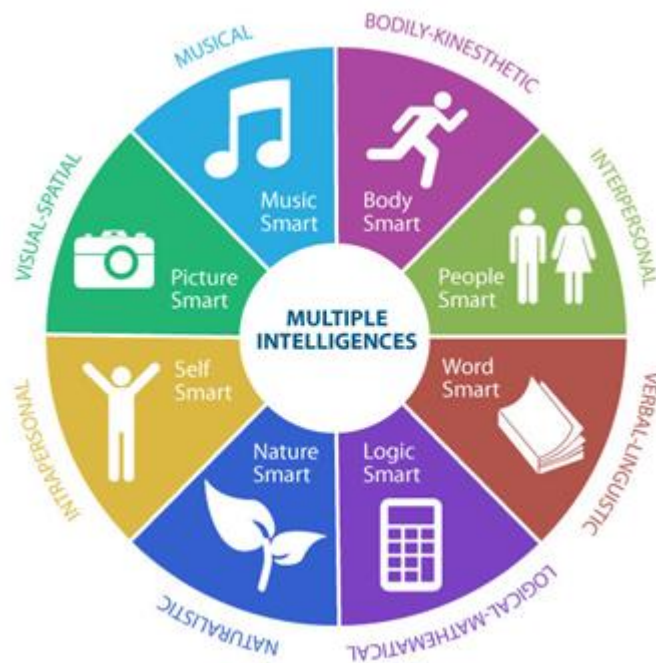 MUSICAL
BODILY-KINESTHETIC
INTERPERSONAL
VERBAL-LINGUISTIC
LOGICAL-MATHEMATICAL
NATURALISTIC
INTRAPERSONAL
VISUAL-SPATIAL
Music
Smart
Body
Smart
People
Smart
Word
Smart
Logic
Smart
Nature
Smart
Self
Smart
Picture
Smart
MULTIPLE
INTELLIGENCES